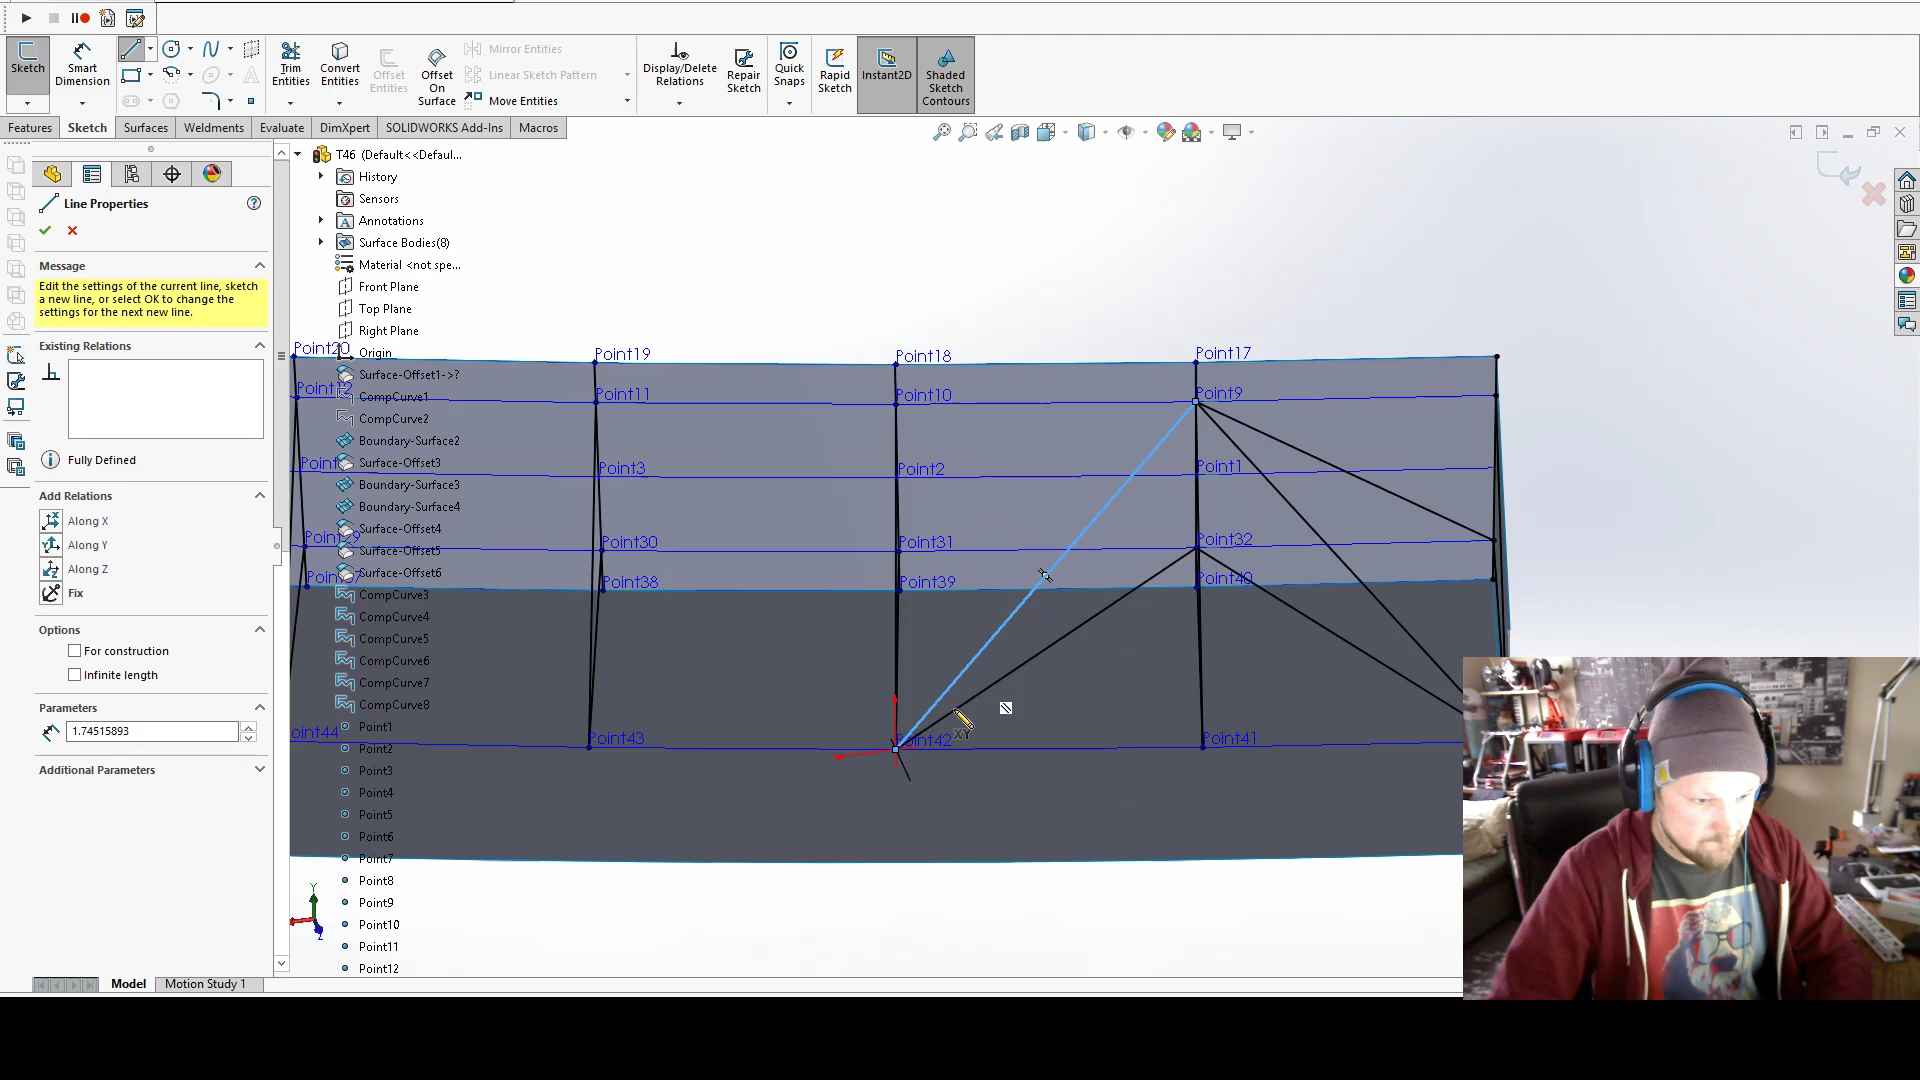 Sketch
Smart Dimension
Trim Entities
Convert Entities
Offset Entities
Offset On Surface
Mirror Entities
Linear Sketch Pattern
Move Entities
Display/Delete Relations
Repair Sketch
Quick Snaps
Rapid Sketch
Instant2D
Shaded Sketch Contours
Features
Sketch
Surfaces
Weldments
Evaluate
DimXpert
SOLIDWORKS Add-Ins
Macros
Line Properties
Message
Edit the settings of the current line, sketch
a new line, or select OK to change the
settings for the next new line.
Existing Relations
Fully Defined
Add Relations
Along X
Along Y
Along Z
Fix
Options
For construction
Infinite length
Parameters
1.74515893
Additional Parameters
T46 (Default<<Defaul...
History
Sensors
Annotations
Surface Bodies(8)
Material <not spe...
Front Plane
Top Plane
Right Plane
Origin
Surface-Offset1->?
CompCurve1
CompCurve2
Boundary-Surface2
Surface-Offset3
Boundary-Surface3
Boundary-Surface4
Surface-Offset4
Surface-Offset5
Surface-Offset6
CompCurve3
CompCurve4
CompCurve5
CompCurve6
CompCurve7
CompCurve8
Point1
Point2
Point3
Point4
Point5
Point6
Point7
Point8
Point9
Point10
Point11
Point12
Point20
Point19
Point18
Point17
Point11
Point10
Point9
Point3
Point2
Point1
Point30
Point31
Point32
Point38
Point39
Point40
oint44
Point43
Point42
Point41
XY
Y
Model
Motion Study 1